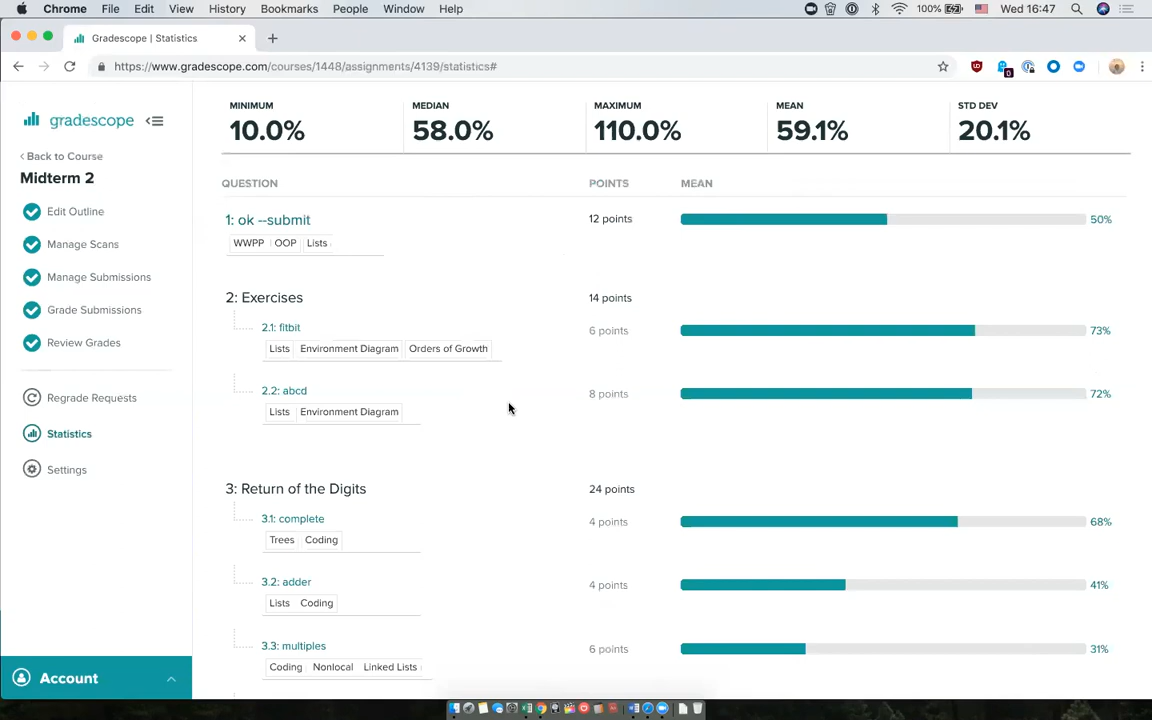 Chrome File Edit View History Bookmarks People Window Help 100% Wed 16:47
Gradescope | Statistics
https://www.gradescope.com/courses/1448/assignments/4139/statistics#
0
gradescope
Back to Course
Midterm 2
Edit Outline
Manage Scans
Manage Submissions
Grade Submissions
Review Grades
Regrade Requests
Statistics
Settings
Account
MINIMUM MEDIAN MAXIMUM MEAN STD DEV
10.0% 58.0% 110.0% 59.1% 20.1%
QUESTION POINTS MEAN
1: ok --submit 12 points 50%
WWPP OOP Lists
2: Exercises 14 points
2.1: fitbit 6 points 73%
Lists Environment Diagram Orders of Growth
2.2: abcd 8 points 72%
Lists Environment Diagram
3: Return of the Digits 24 points
3.1: complete 4 points 68%
Trees Coding
3.2: adder 4 points 41%
Lists Coding
3.3: multiples 6 points 31%
Coding Nonlocal Linked Lists